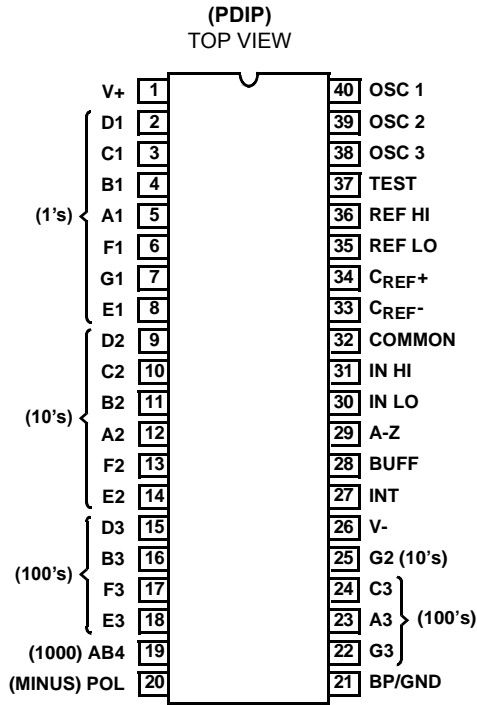 (PDIP)
TOP VIEW
V+ 1 40 OSC 1
D1 2 39 OSC 2
C1 3 38 OSC 3
B1 4 37 TEST
(1's) A1 5 36 REF HI
F1 6 35 REF LO
G1 7 34 CREF+
E1 8 33 CREF-
D2 9 32 COMMON
C2 10 31 IN HI
B2 11 30 IN LO
(10's) A2 12 29 A-Z
F2 13 28 BUFF
E2 14 27 INT
D3 15 26 V-
B3 16 25 G2 (10's)
(100's) F3 17 24 C3
E3 18 23 A3 (100's)
(1000) AB4 19 22 G3
(MINUS) POL 20 21 BP/GND